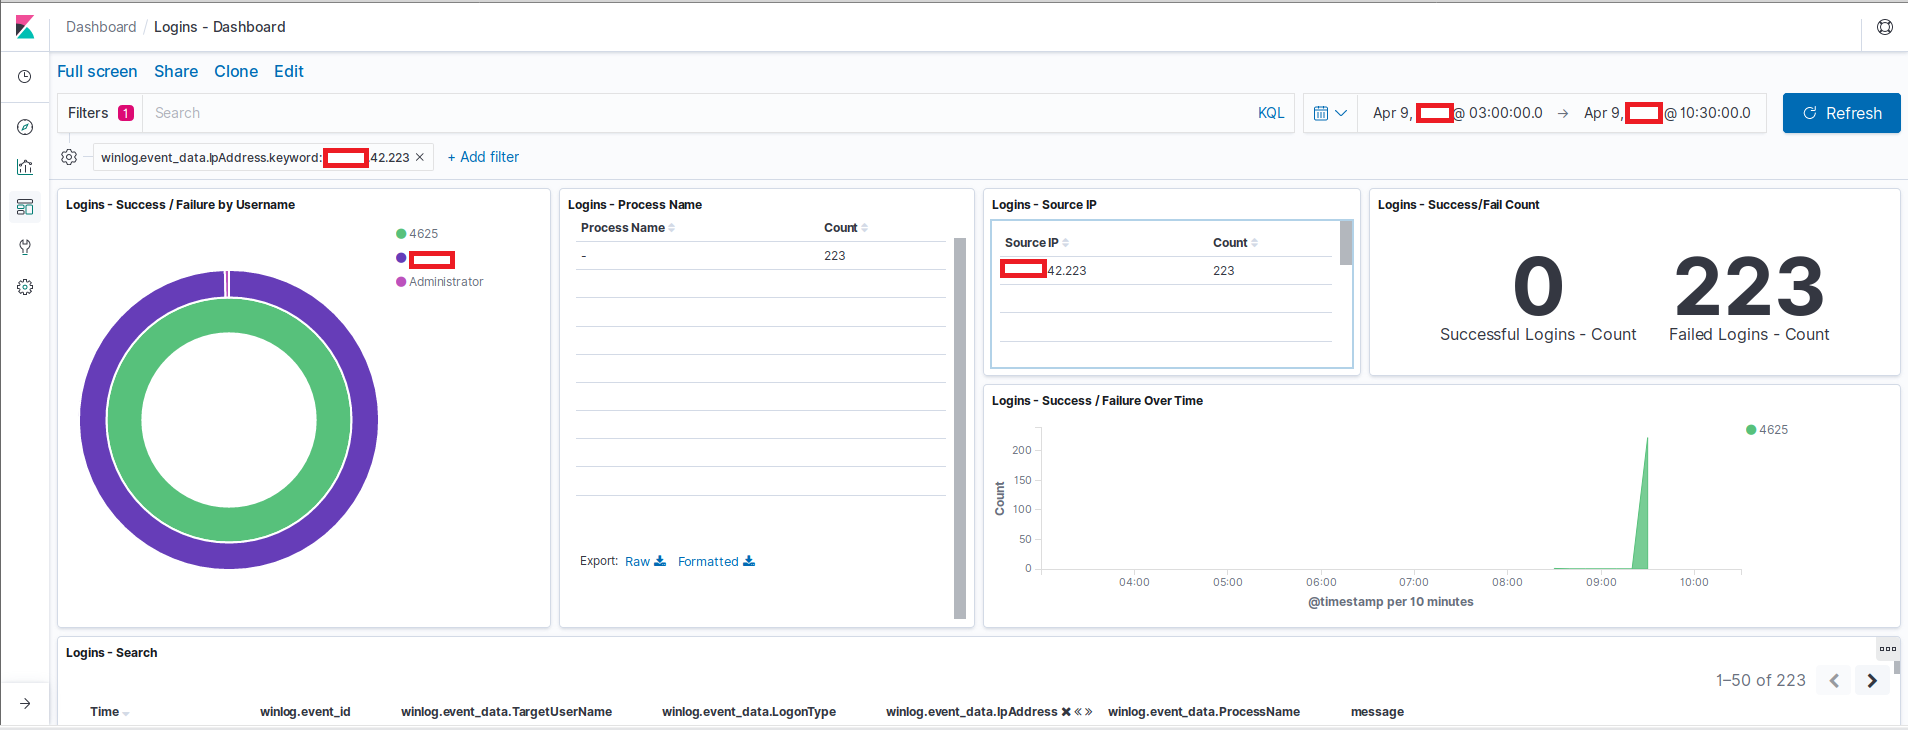 Dashboard / Logins - Dashboard
Full screen Share Clone Edit
Filters 1 Search KQL Apr 9, @ 03:00:00.0 → Apr 9, @ 10:30:00.0 Refresh
winlog.event_data.IpAddress.keyword: .42.223 × + Add filter
Logins - Success / Failure by Username
4625
Administrator
Logins - Process Name
Process Name Count
- 223
Export: Raw Formatted
Logins - Source IP
Source IP Count
42.223 223
Logins - Success/Fail Count
0 223
Successful Logins - Count Failed Logins - Count
Logins - Success / Failure Over Time
4625
200
150
100
50
0
Count
04:00 05:00 06:00 07:00 08:00 09:00 10:00
@timestamp per 10 minutes
Logins - Search
1–50 of 223
Time winlog.event_id winlog.event_data.TargetUserName winlog.event_data.LogonType winlog.event_data.IpAddress winlog.event_data.ProcessName message